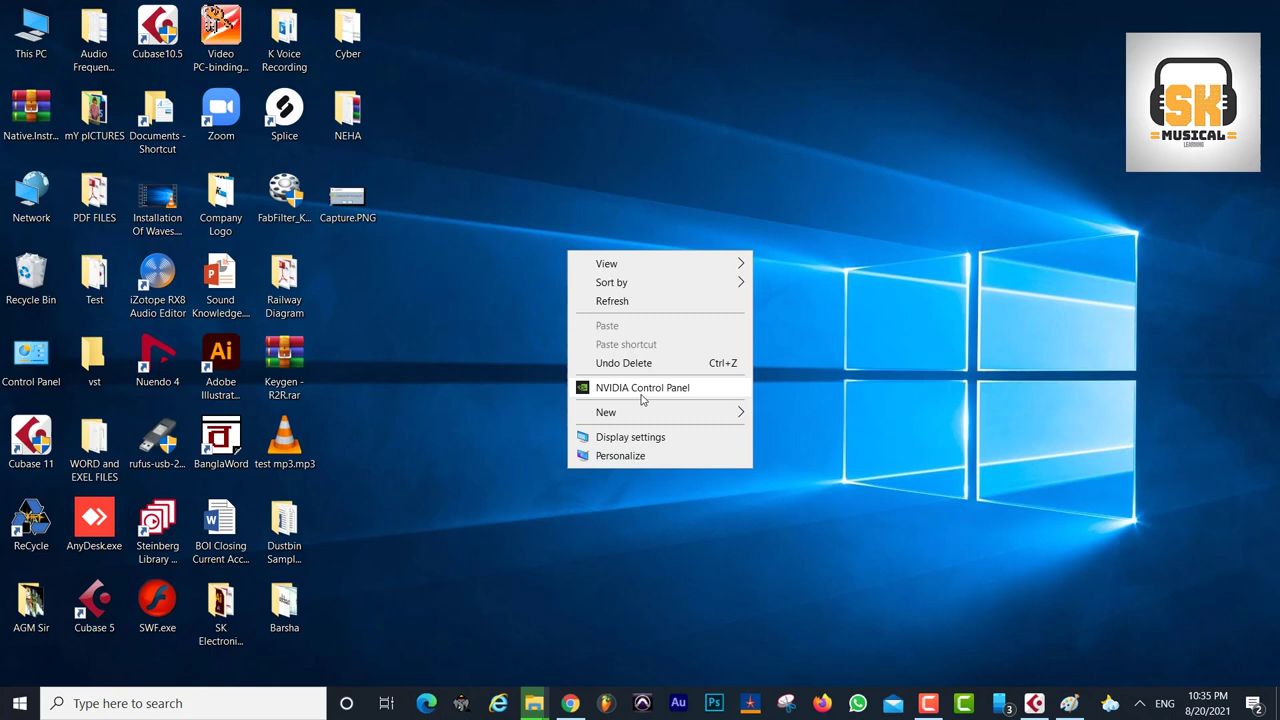 This PC
Audio
Frequen...
Cubase10.5
Video
PC-binding...
K Voice
Recording
Cyber
Native.Instr...
mY pICTURES
Documents -
Shortcut
Zoom
Splice
NEHA
Network
PDF FILES
Installation
Of Waves....
Company
Logo
FabFilter_K...
Capture.PNG
Recycle Bin
Test
iZotope RX8
Audio Editor
Sound
Knowledge....
Railway
Diagram
Control Panel
vst
Nuendo 4
Adobe
Illustrat...
Keygen -
R2R.rar
Cubase 11
WORD and
EXEL FILES
rufus-usb-2...
BanglaWord
test mp3.mp3
ReCycle
AnyDesk.exe
Steinberg
Library ...
BOI Closing
Current Acc...
Dustbin
Sampl...
AGM Sir
Cubase 5
SWF.exe
SK
Electroni...
Barsha
View
Sort by
Refresh
Paste
Paste shortcut
Undo Delete Ctrl+Z
NVIDIA Control Panel
New
Display settings
Personalize
SK
MUSICAL
LEARNING
Type here to search
Au
Ps
3
ENG
10:35 PM
8/20/2021
2